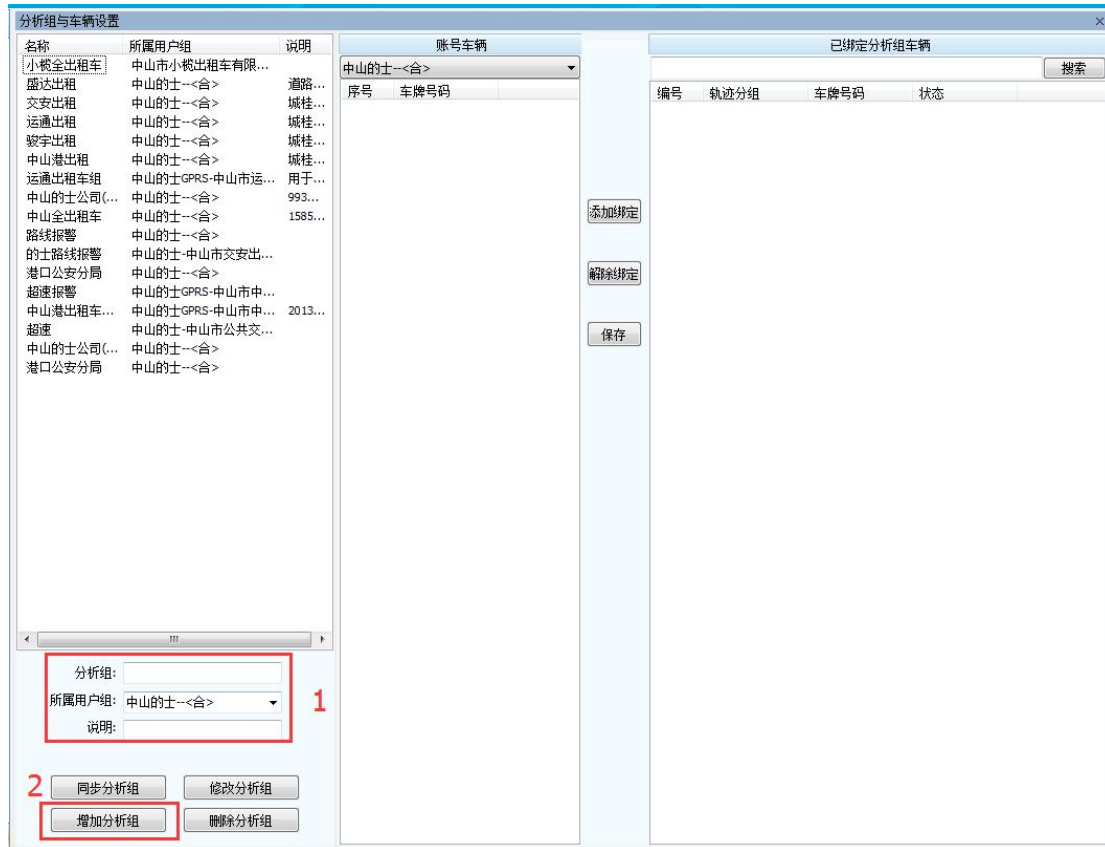 分析组与车辆设置
名称 所属用户组 说明
小榄全出租车 中山市小榄出租车有限...
盛达出租 中山的士--<合> 道路...
交安出租 中山的士--<合> 城桂...
运通出租 中山的士--<合> 城桂...
骏宇出租 中山的士--<合> 城桂...
中山港出租 中山的士--<合> 城桂...
运通出租车组 中山的士GPRS-中山市运... 用于...
中山的士公司(... 中山的士--<合> 993...
中山全出租车 中山的士--<合> 1585...
路线报警 中山的士--<合>
的士路线报警 中山的士-中山市交安出...
港口公安分局 中山的士--<合>
超速报警 中山的士GPRS-中山市中...
中山港出租车... 中山的士GPRS-中山市中... 2013...
超速 中山的士-中山市公共交...
中山的士公司(... 中山的士--<合>
港口公安分局 中山的士--<合>
分析组:
所属用户组: 中山的士--<合>
说明:
1
2
同步分析组 修改分析组
增加分析组 删除分析组
账号车辆
中山的士--<合>
序号 车牌号码
添加绑定
解除绑定
保存
已绑定分析组车辆
搜索
编号 轨迹分组 车牌号码 状态